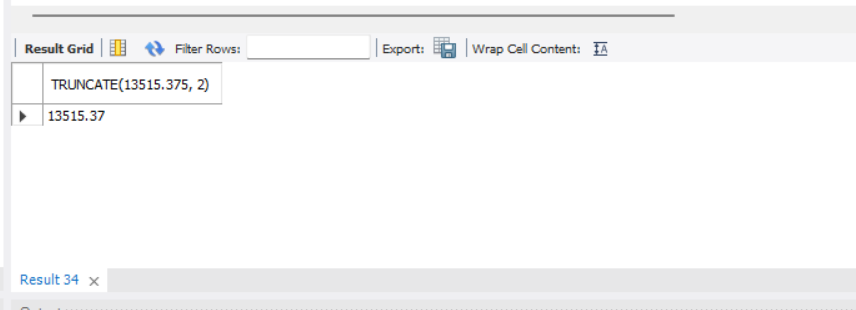 Result Grid Filter Rows: Export: Wrap Cell Content:
TRUNCATE(13515.375, 2)
13515.37
Result 34